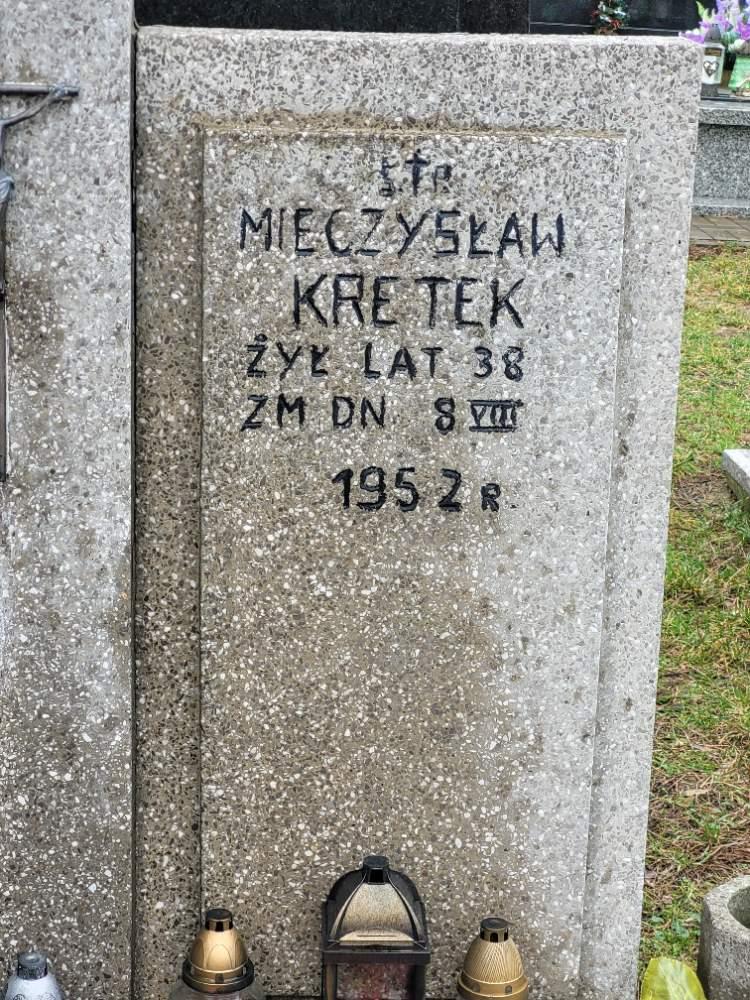 Ś†P
MIECZYSŁAW
KRETEK
ŻYŁ LAT 38
ZM DN 8 VIII
1952 R